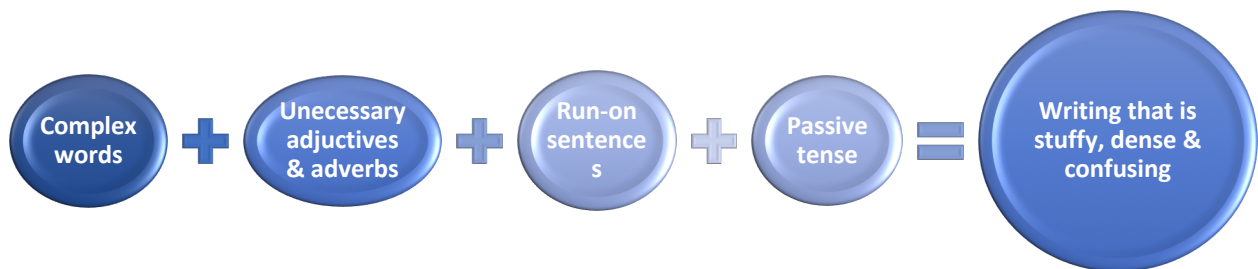 Complex
words
Unecessary
adjuctives
& adverbs
Run-on
sentence
s
Passive
tense
Writing that is
stuffy, dense &
confusing